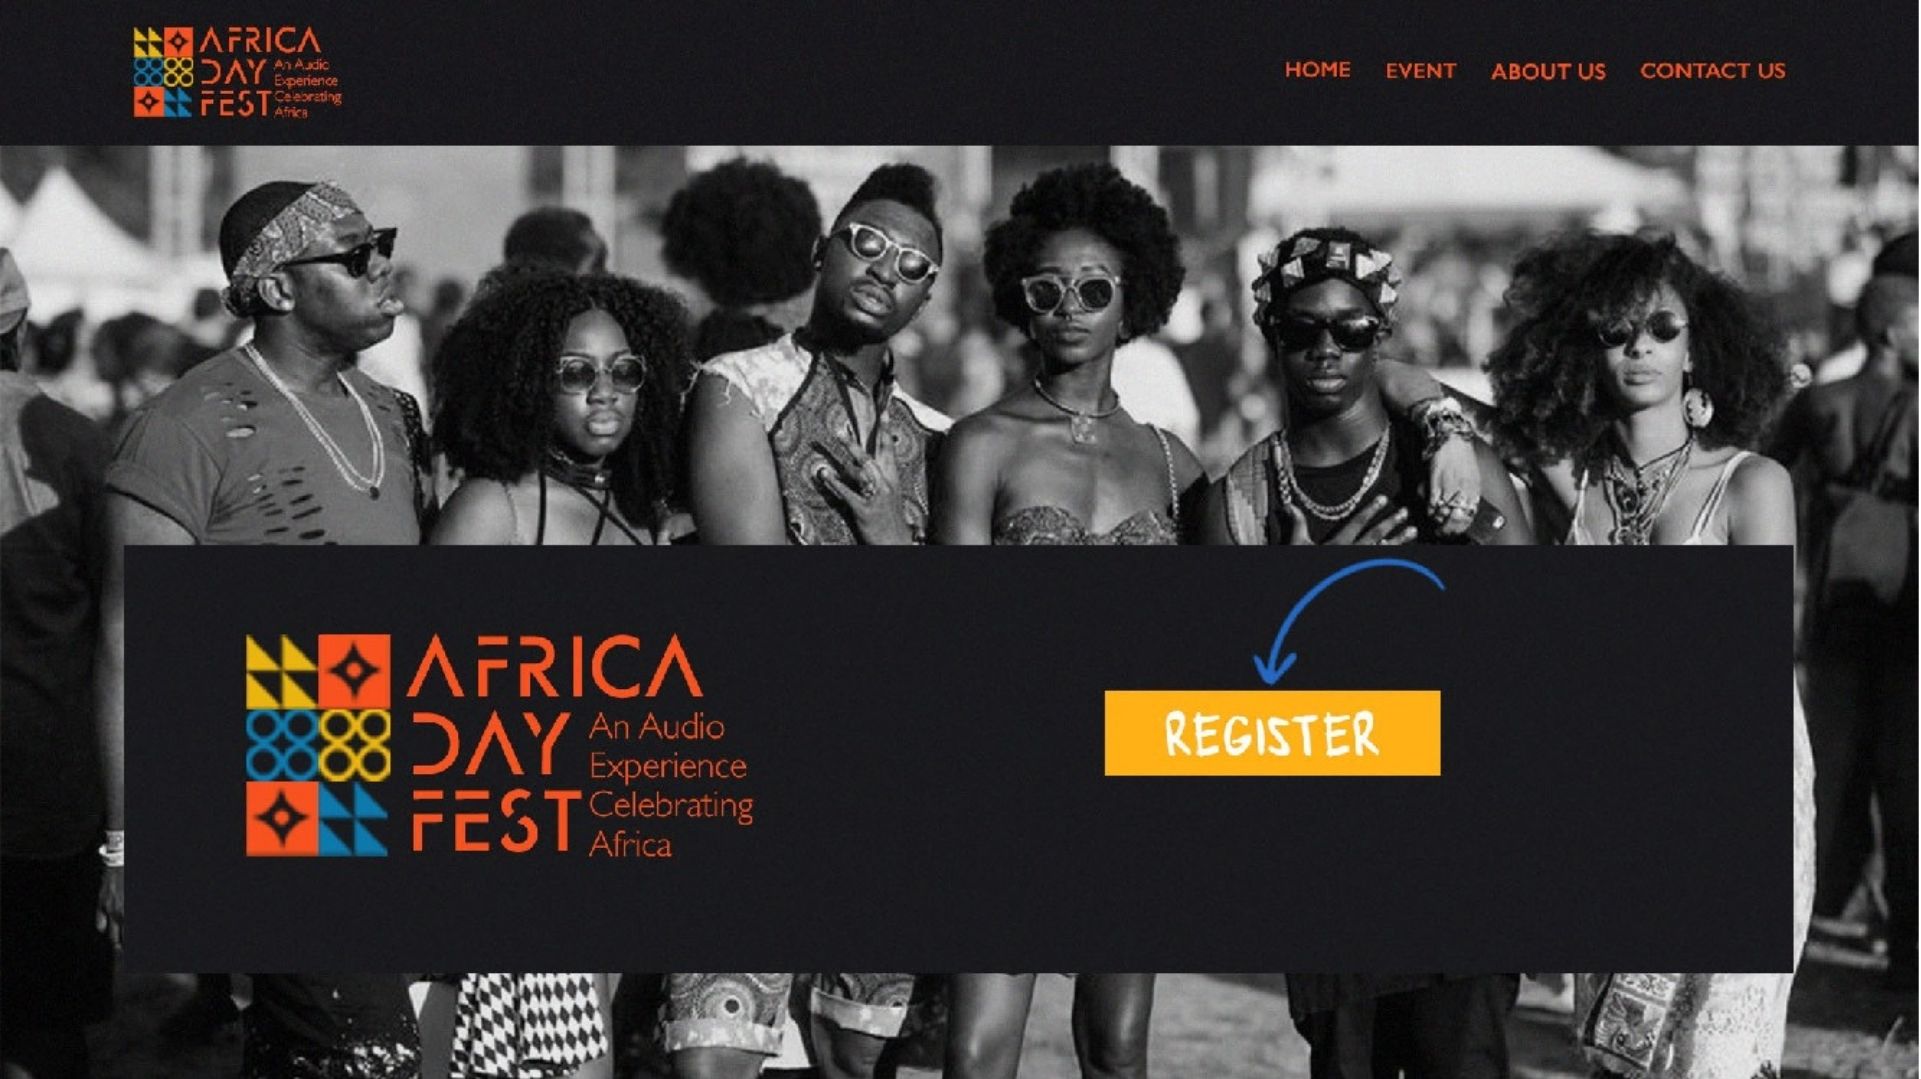 AFRICA
DAY An Audio
Experience
FEST Celebrating
Africa
HOME EVENT ABOUT US CONTACT US
AFRICA
DAY An Audio
Experience
FEST Celebrating
Africa
REGISTER